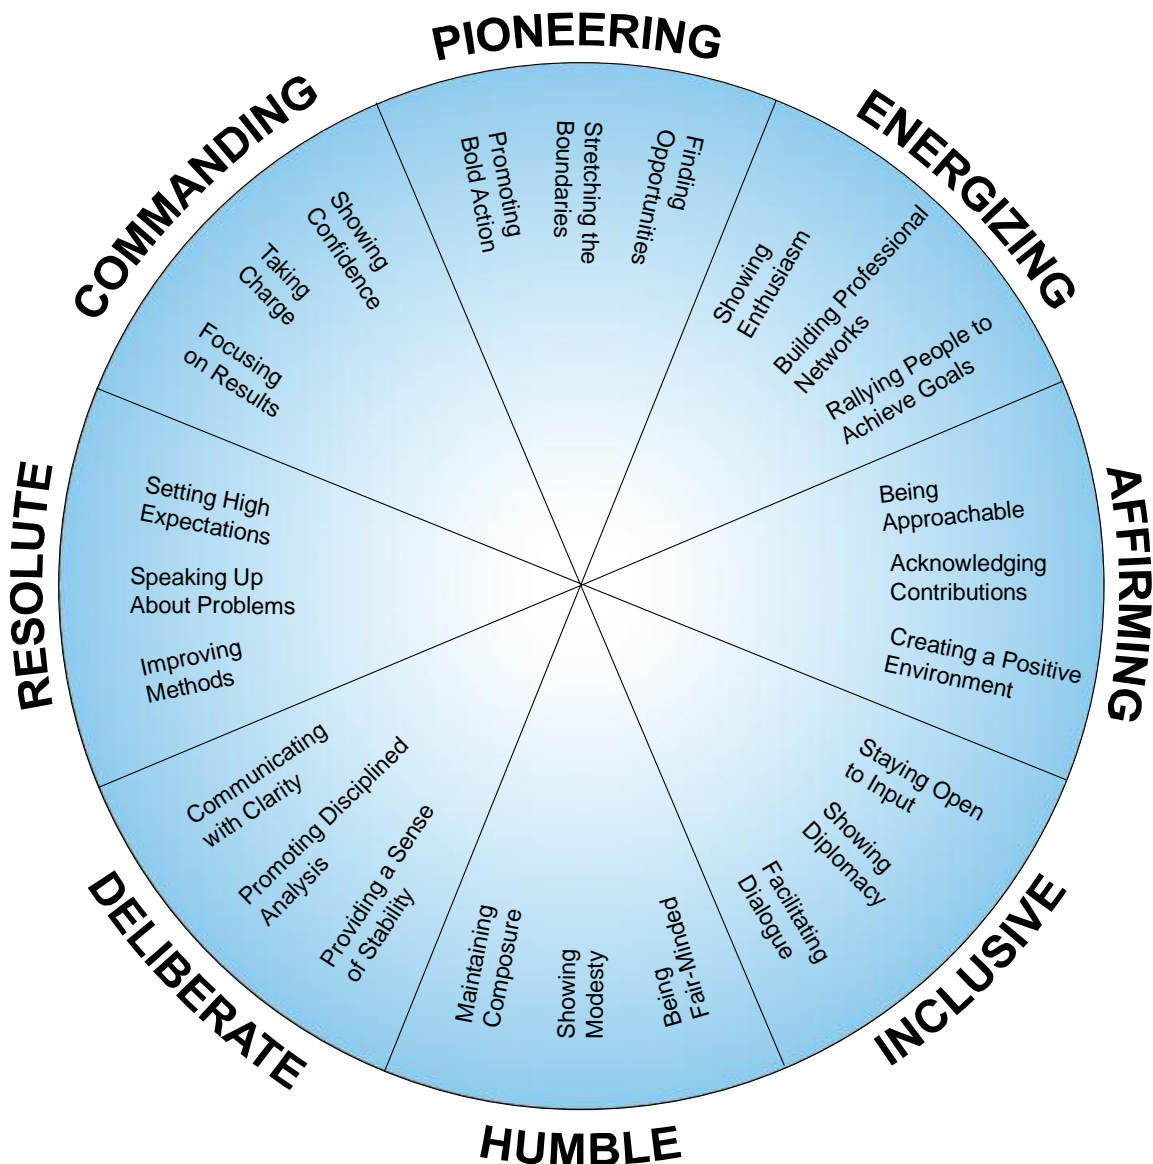 PIONEERING
Promoting
Bold Action
Stretching the
Boundaries
Finding
Opportunities
ENERGIZING
Showing
Enthusiasm
Building Professional
Networks
Rallying People to
Achieve Goals
AFFIRMING
Being
Approachable
Acknowledging
Contributions
Creating a Positive
Environment
INCLUSIVE
Staying Open
to Input
Showing
Diplomacy
Facilitating
Dialogue
HUMBLE
Being
Fair-Minded
Showing
Modesty
Maintaining
Composure
DELIBERATE
Providing a Sense
of Stability
Promoting Disciplined
Analysis
Communicating
with Clarity
RESOLUTE
Improving
Methods
Speaking Up
About Problems
Setting High
Expectations
COMMANDING
Focusing
on Results
Taking
Charge
Showing
Confidence